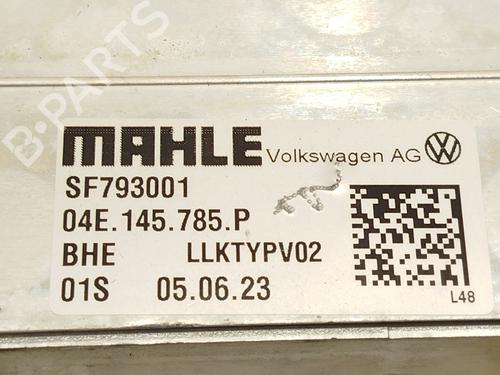 B-PARTS
MAHLE
Volkswagen AG
SF793001
04E.145.785.P
BHE LLKTYPV02
01S 05.06.23
L48